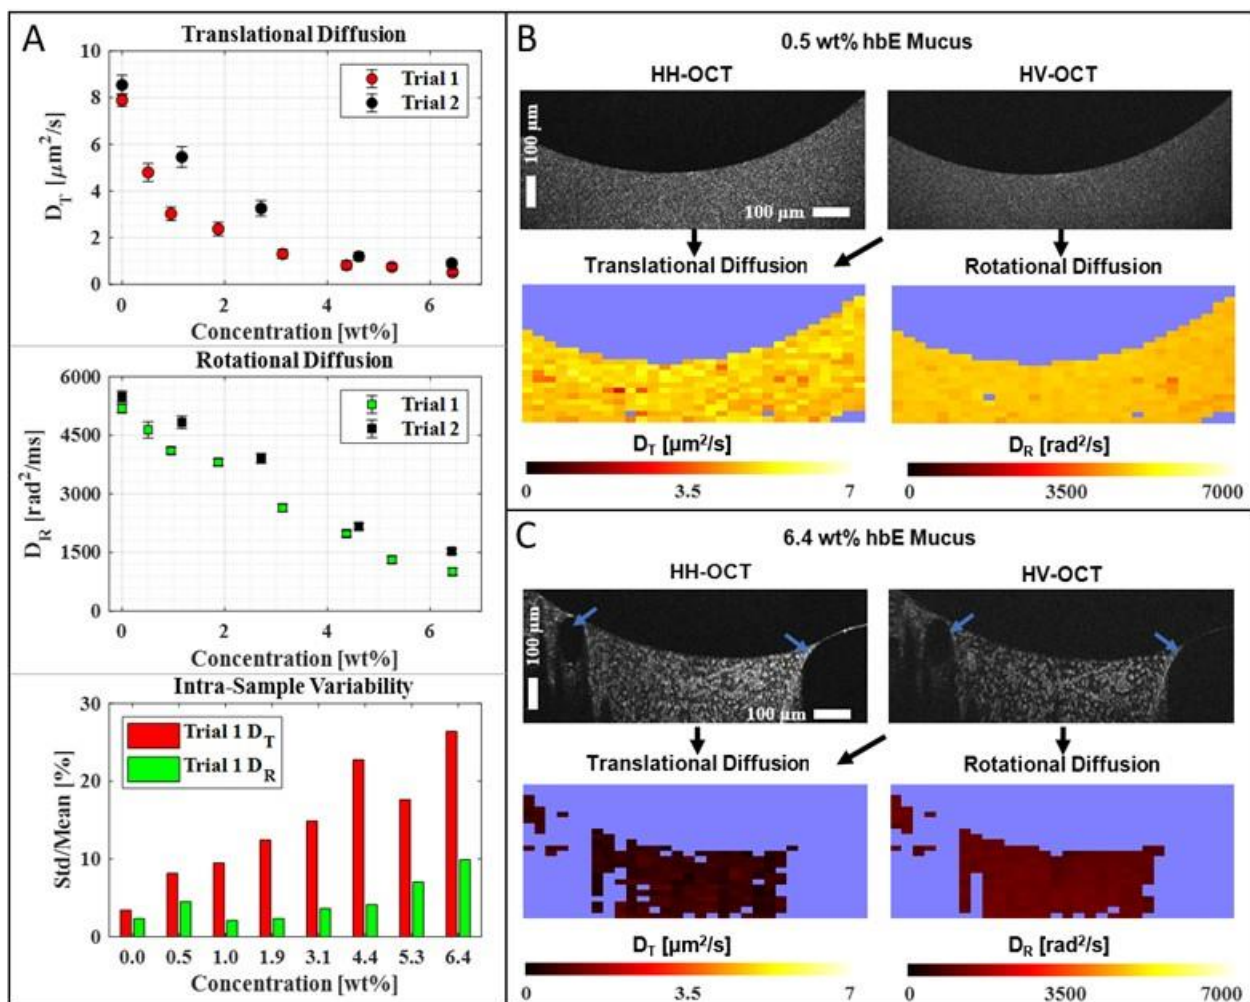 A
Translational Diffusion
10
8
6
4
2
0
D_T [µm²/s]
Trial 1
Trial 2
0 2 4 6
Concentration [wt%]
Rotational Diffusion
6000
4500
3000
1500
0
D_R [rad²/ms]
Trial 1
Trial 2
0 2 4 6
Concentration [wt%]
Intra-Sample Variability
30
20
10
0
Std/Mean [%]
Trial 1 D_T
Trial 1 D_R
0.0 0.5 1.0 1.9 3.1 4.4 5.3 6.4
Concentration [wt%]
B
0.5 wt% hbE Mucus
HH-OCT HV-OCT
100 µm
100 µm
Translational Diffusion Rotational Diffusion
D_T [µm²/s] D_R [rad²/s]
0 3.5 7 0 3500 7000
C
6.4 wt% hbE Mucus
HH-OCT HV-OCT
100 µm
100 µm
Translational Diffusion Rotational Diffusion
D_T [µm²/s] D_R [rad²/s]
0 3.5 7 0 3500 7000